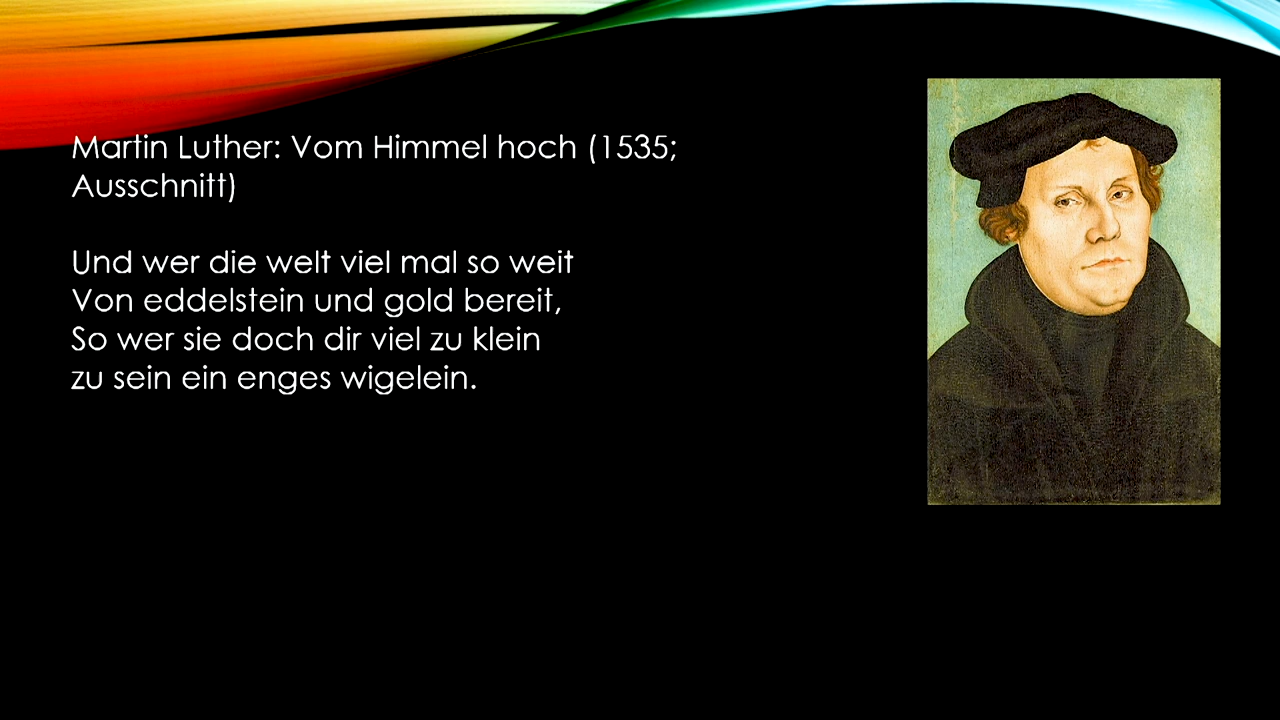 Martin Luther: Vom Himmel hoch (1535;
Ausschnitt)
Und wer die welt viel mal so weit
Von eddelstein und gold bereit,
So wer sie doch dir viel zu klein
zu sein ein enges wigelein.